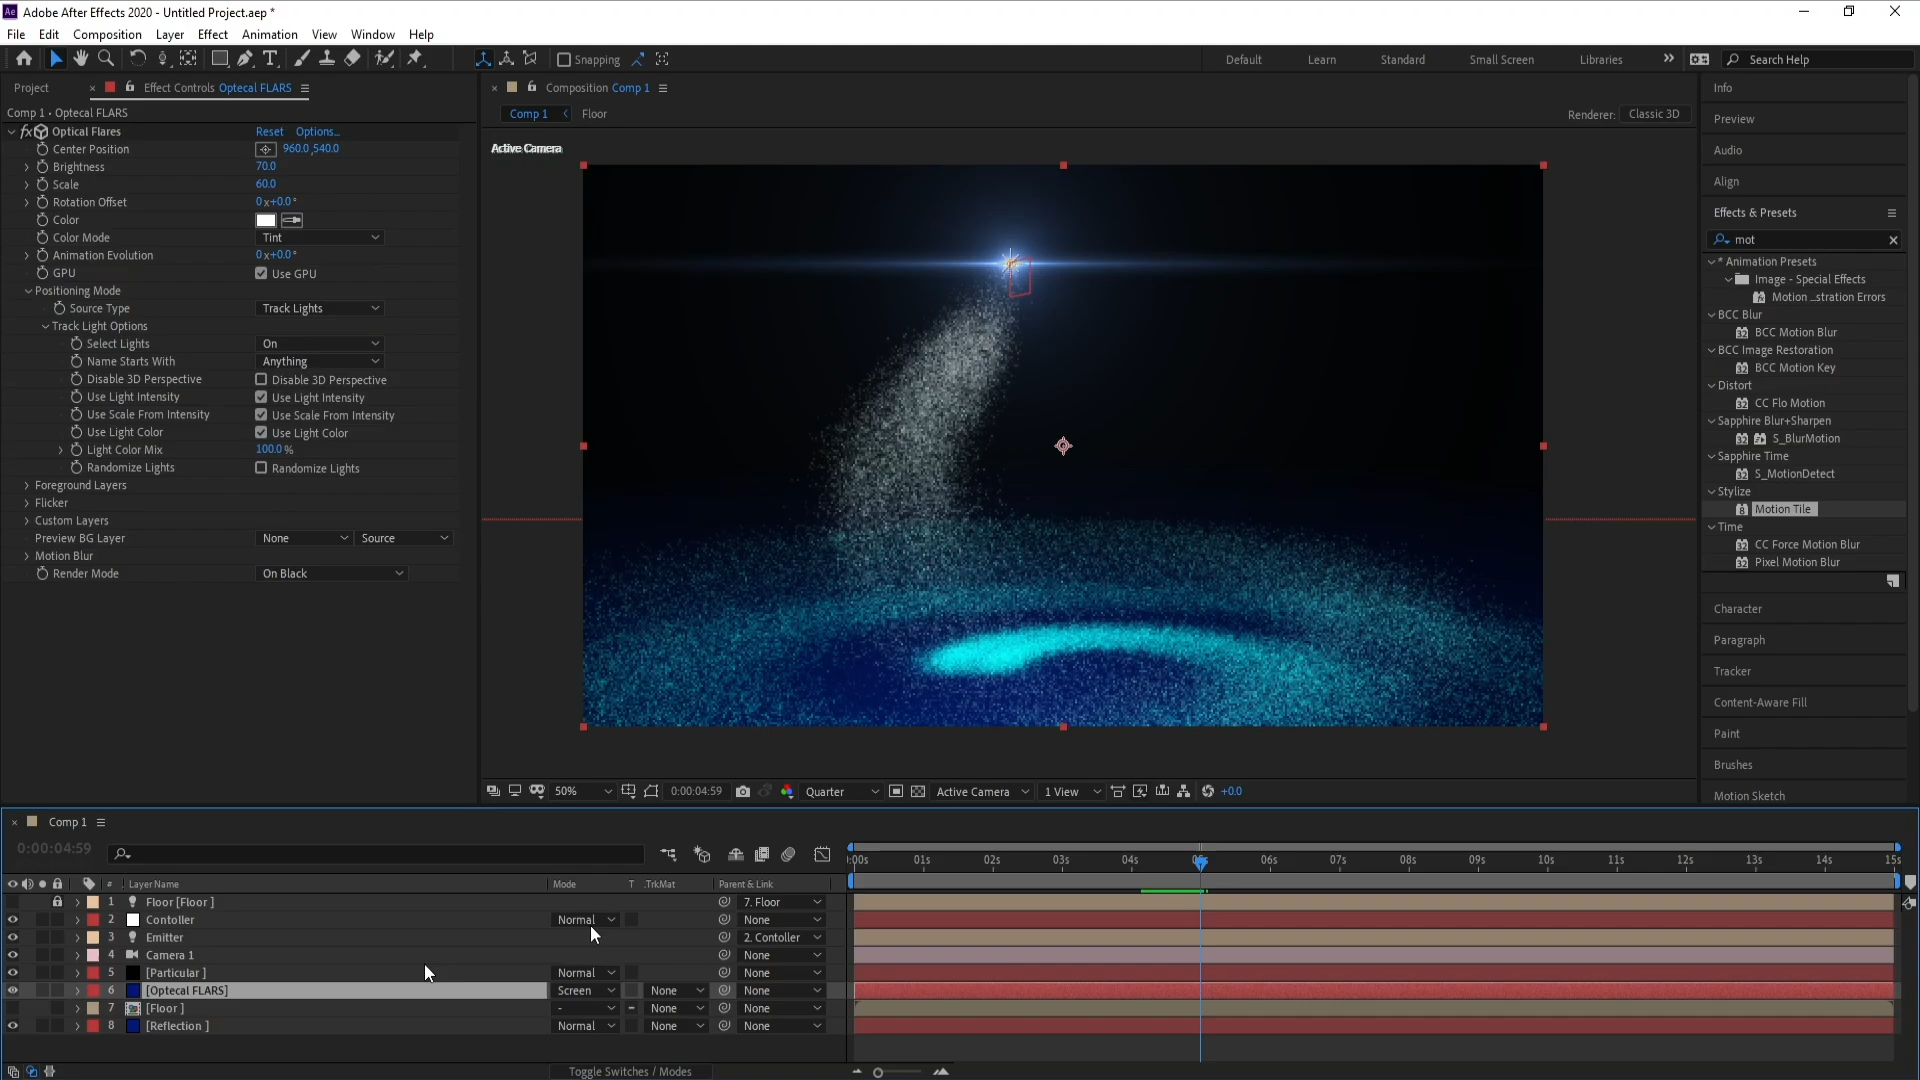 Adobe After Effects 2020 - Untitled Project.aep *
File Edit Composition Layer Effect Animation View Window Help
Snapping Default Learn Standard Small Screen Libraries Search Help
Project Effect Controls Optecal FLARS Composition Comp 1 Info
Comp 1 • Optecal FLARS Comp 1 Floor Renderer: Classic 3D Preview
Optical Flares Reset Options...
Center Position 960.0,540.0 Active Camera Audio
Brightness 70.0
Scale 60.0 Align
Rotation Offset 0x+0.0°
Color Effects & Presets
Color Mode Tint mot
Animation Evolution 0x+0.0° * Animation Presets
GPU Use GPU Image - Special Effects
Positioning Mode Motion ...stration Errors
Source Type Track Lights BCC Blur
Track Light Options BCC Motion Blur
Select Lights On BCC Image Restoration
Name Starts With Anything BCC Motion Key
Disable 3D Perspective Disable 3D Perspective Distort
Use Light Intensity Use Light Intensity CC Flo Motion
Use Scale From Intensity Use Scale From Intensity Sapphire Blur+Sharpen
Use Light Color Use Light Color S_BlurMotion
Light Color Mix 100.0 % Sapphire Time
Randomize Lights Randomize Lights S_MotionDetect
Foreground Layers Stylize
Flicker Motion Tile
Custom Layers Time
Preview BG Layer None Source CC Force Motion Blur
Motion Blur Pixel Motion Blur
Render Mode On Black
Character
Paragraph
Tracker
Content-Aware Fill
Paint
Brushes
50% 0:00:04:59 Quarter Active Camera 1 View +0.0 Motion Sketch
Comp 1
0:00:04:59
:00s 01s 02s 03s 04s 06s 07s 08s 09s 10s 11s 12s 13s 14s 15s
# Layer Name Mode T .TrkMat Parent & Link
1 Floor [Floor ] 7. Floor
2 Contoller Normal None
3 Emitter 2. Contoller
4 Camera 1 None
5 [Particular ] Normal None
6 [Optecal FLARS] Screen None None
7 [Floor ] - None None
8 [Reflection ] Normal None None
Toggle Switches / Modes